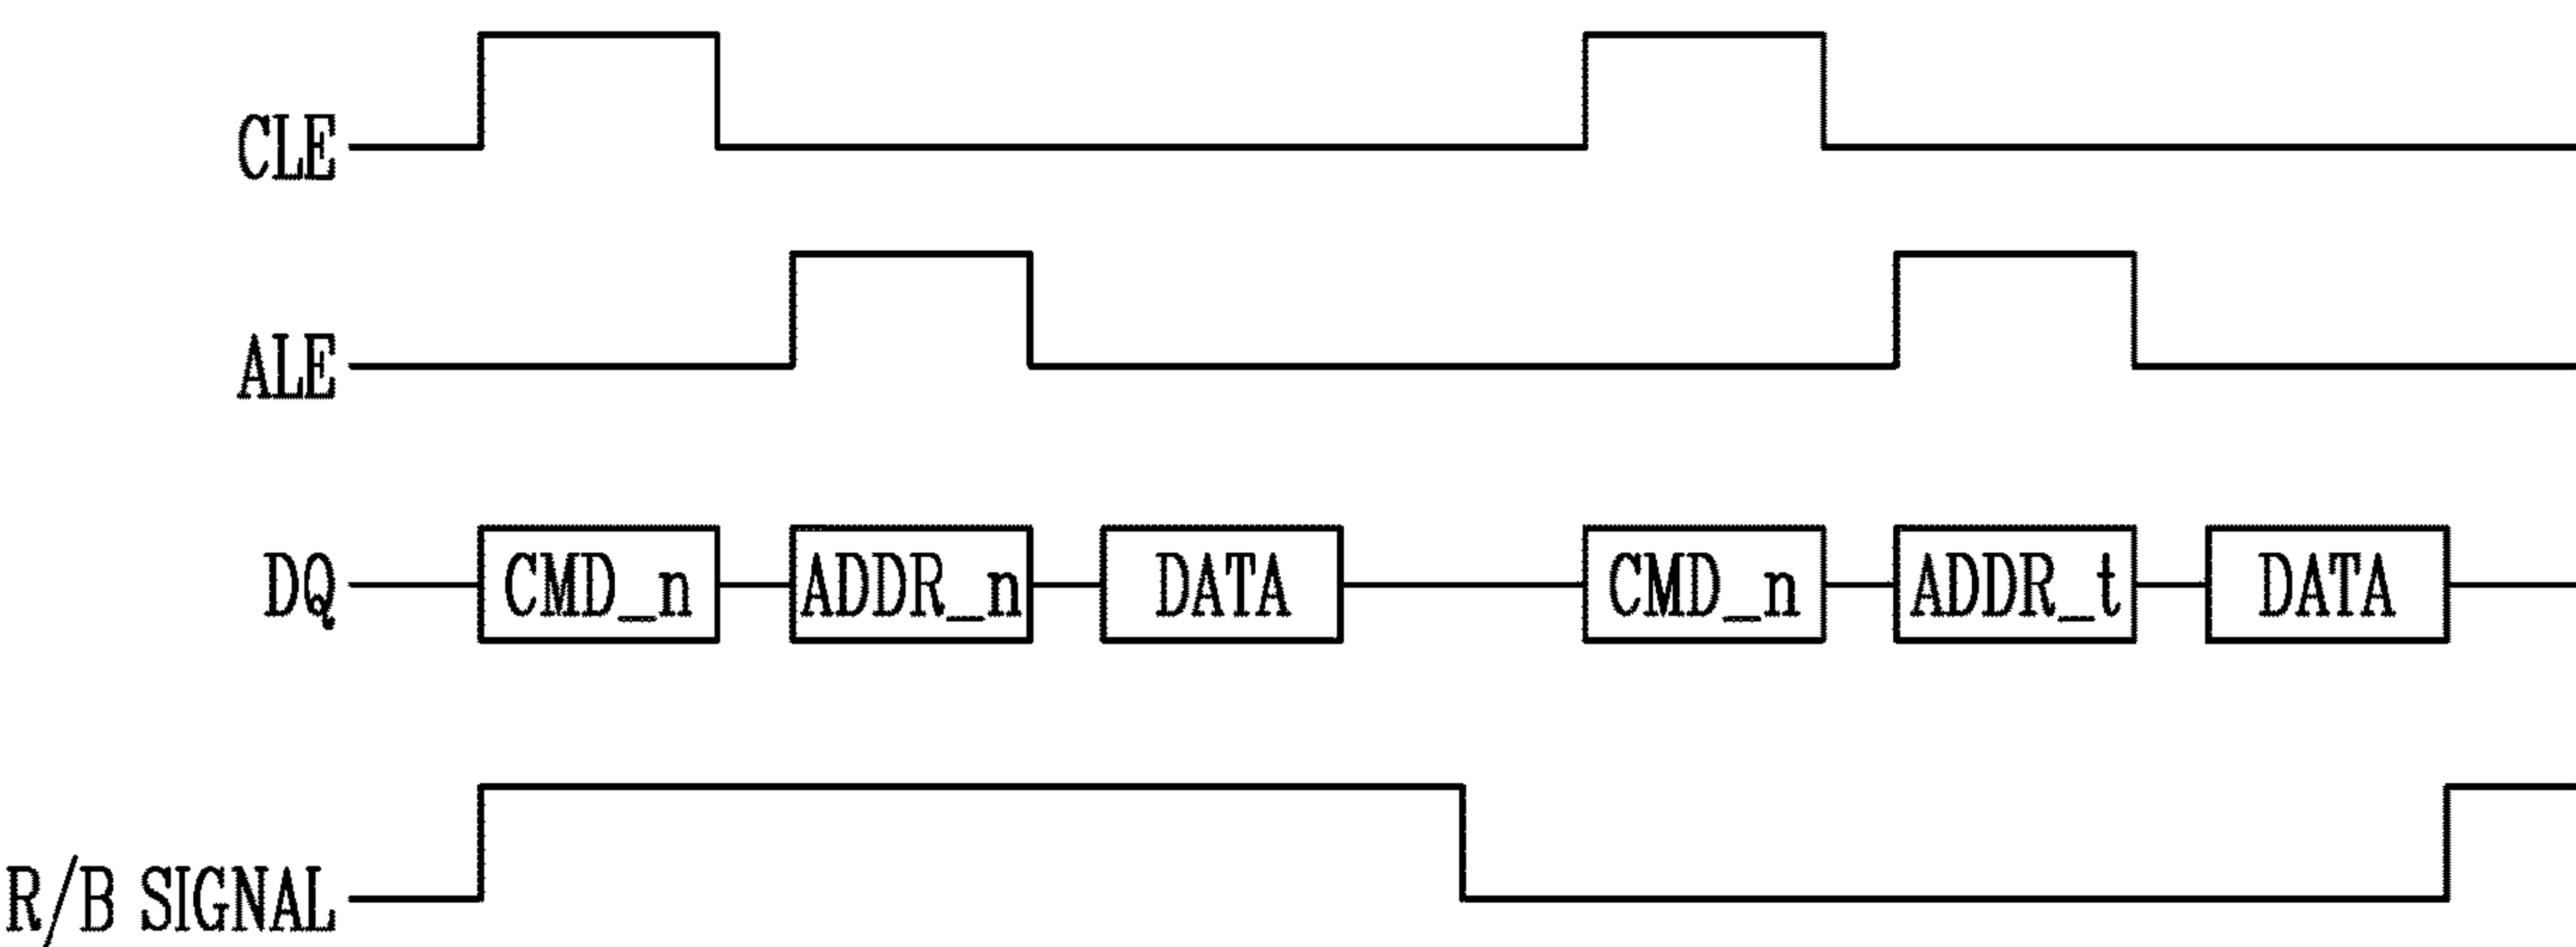 CLE
ALE
DQ CMD_n ADDR_n DATA CMD_n ADDR_t DATA
R/B SIGNAL